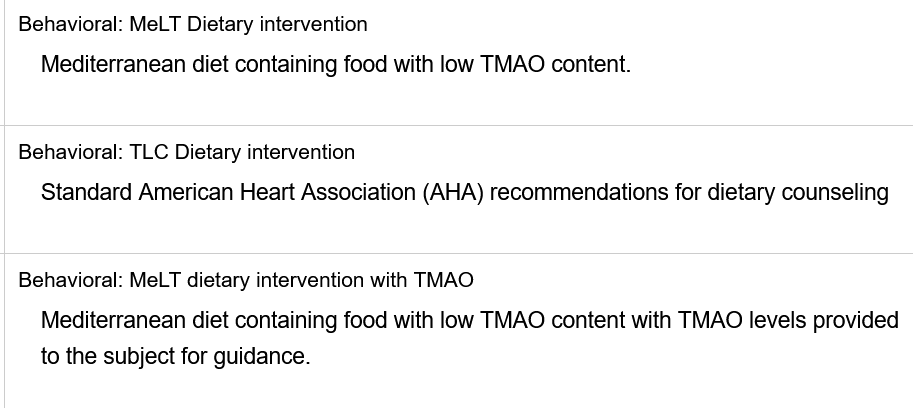 Behavioral: MeLT Dietary intervention
Mediterranean diet containing food with low TMAO content.
Behavioral: TLC Dietary intervention
Standard American Heart Association (AHA) recommendations for dietary counseling
Behavioral: MeLT dietary intervention with TMAO
Mediterranean diet containing food with low TMAO content with TMAO levels provided
to the subject for guidance.